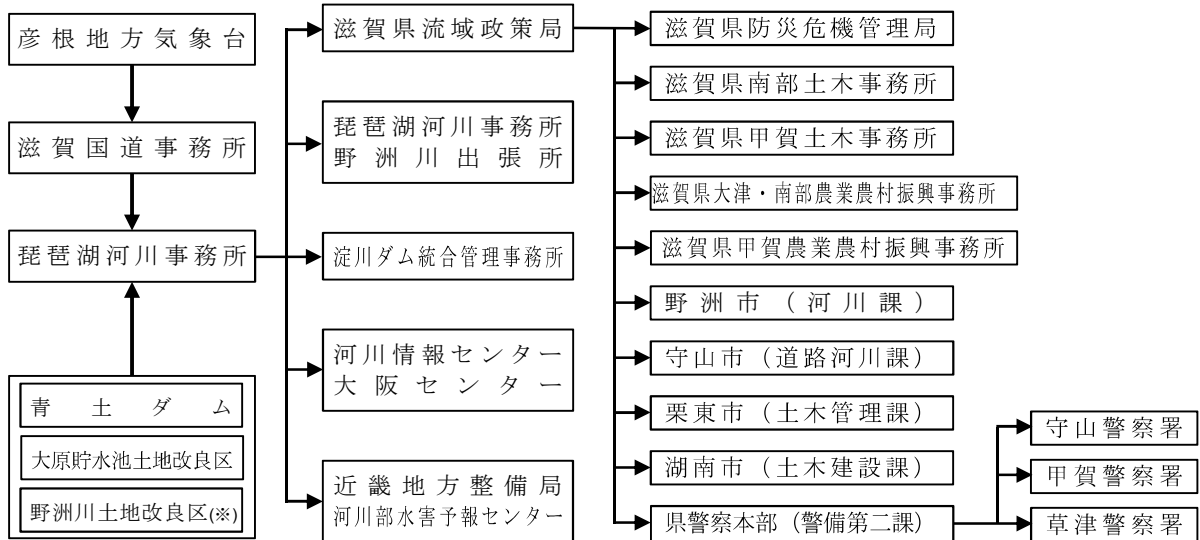 彦根地方気象台
滋賀国道事務所
琵琶湖河川事務所
青土ダム
大原貯水池土地改良区
野洲川土地改良区(※)
滋賀県流域政策局
琵琶湖河川事務所
野洲川出張所
淀川ダム統合管理事務所
河川情報センター
大阪センター
近畿地方整備局
河川部水害予報センター
滋賀県防災危機管理局
滋賀県南部土木事務所
滋賀県甲賀土木事務所
滋賀県大津・南部農業農村振興事務所
滋賀県甲賀農業農村振興事務所
野洲市（河川課）
守山市（道路河川課）
栗東市（土木管理課）
湖南市（土木建設課）
県警察本部（警備第二課）
守山警察署
甲賀警察署
草津警察署